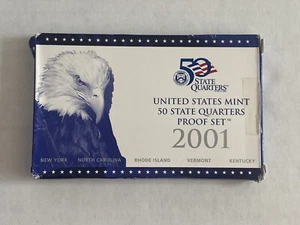 50
STATE
QUARTERS
UNITED STATES MINT
50 STATE QUARTERS
PROOF SET™
2001
NEW YORK NORTH CAROLINA RHODE ISLAND VERMONT KENTUCKY